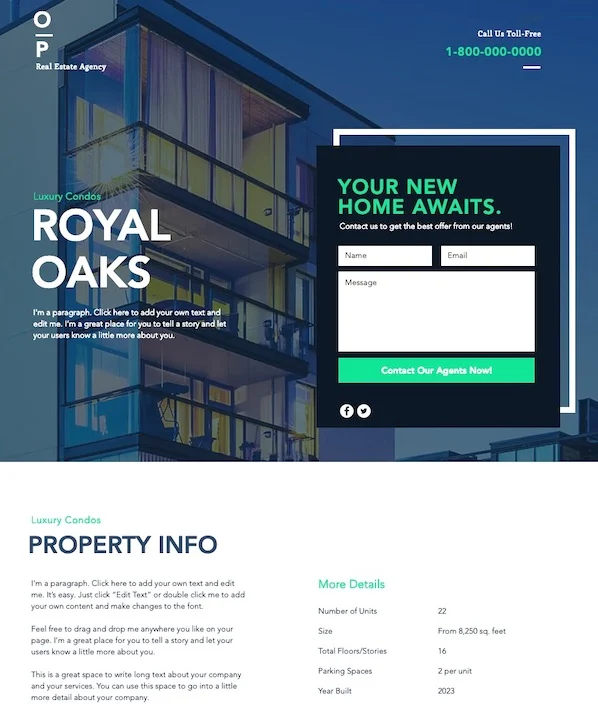 O
P
Real Estate Agency
Call Us Toll-Free
1-800-000-0000
Luxury Condos
ROYAL
OAKS
I'm a paragraph. Click here to add your own text and
edit me. I'm a great place for you to tell a story and let
your users know a little more about you.
YOUR NEW
HOME AWAITS.
Contact us to get the best offer from our agents!
Name
Email
Message
Contact Our Agents Now!
Luxury Condos
PROPERTY INFO
I'm a paragraph. Click here to add your own text and edit
me. It's easy. Just click "Edit Text" or double click me to add
your own content and make changes to the font.
Feel free to drag and drop me anywhere you like on your
page. I'm a great place for you to tell a story and let your
users know a little more about you.
This is a great space to write long text about your company
and your services. You can use this space to go into a little
more detail about your company.
More Details
Number of Units 22
Size From 8,250 sq. feet
Total Floors/Stories 16
Parking Spaces 2 per unit
Year Built 2023